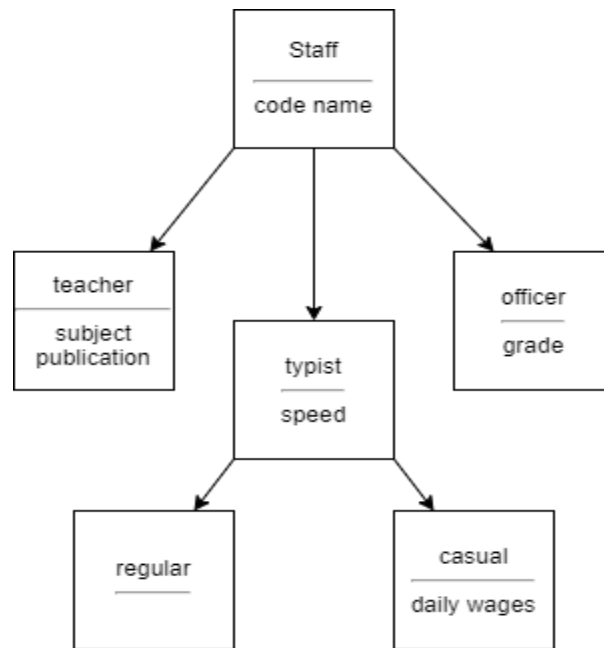 Staff
code name
teacher
subject
publication
officer
grade
typist
speed
regular
casual
daily wages